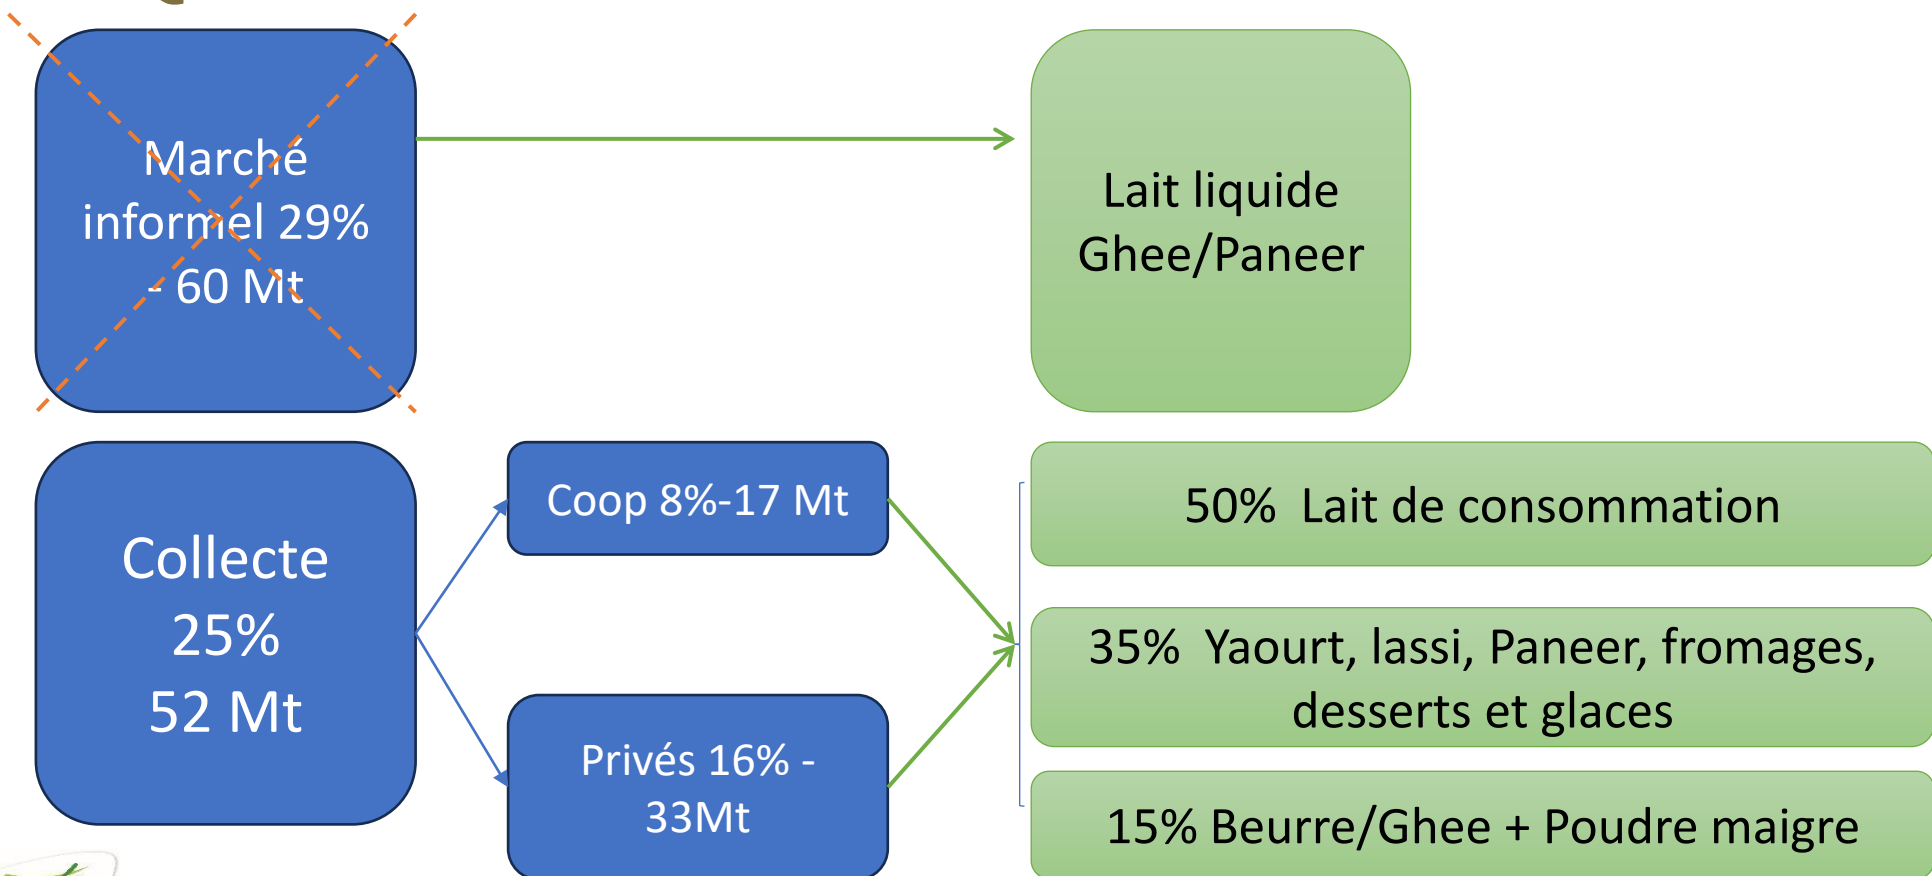 Marché
informel 29%
- 60 Mt
Lait liquide
Ghee/Paneer
Collecte
25%
52 Mt
Coop 8%-17 Mt
Privés 16% -
33Mt
50%  Lait de consommation
35%  Yaourt, lassi, Paneer, fromages,
desserts et glaces
15% Beurre/Ghee + Poudre maigre